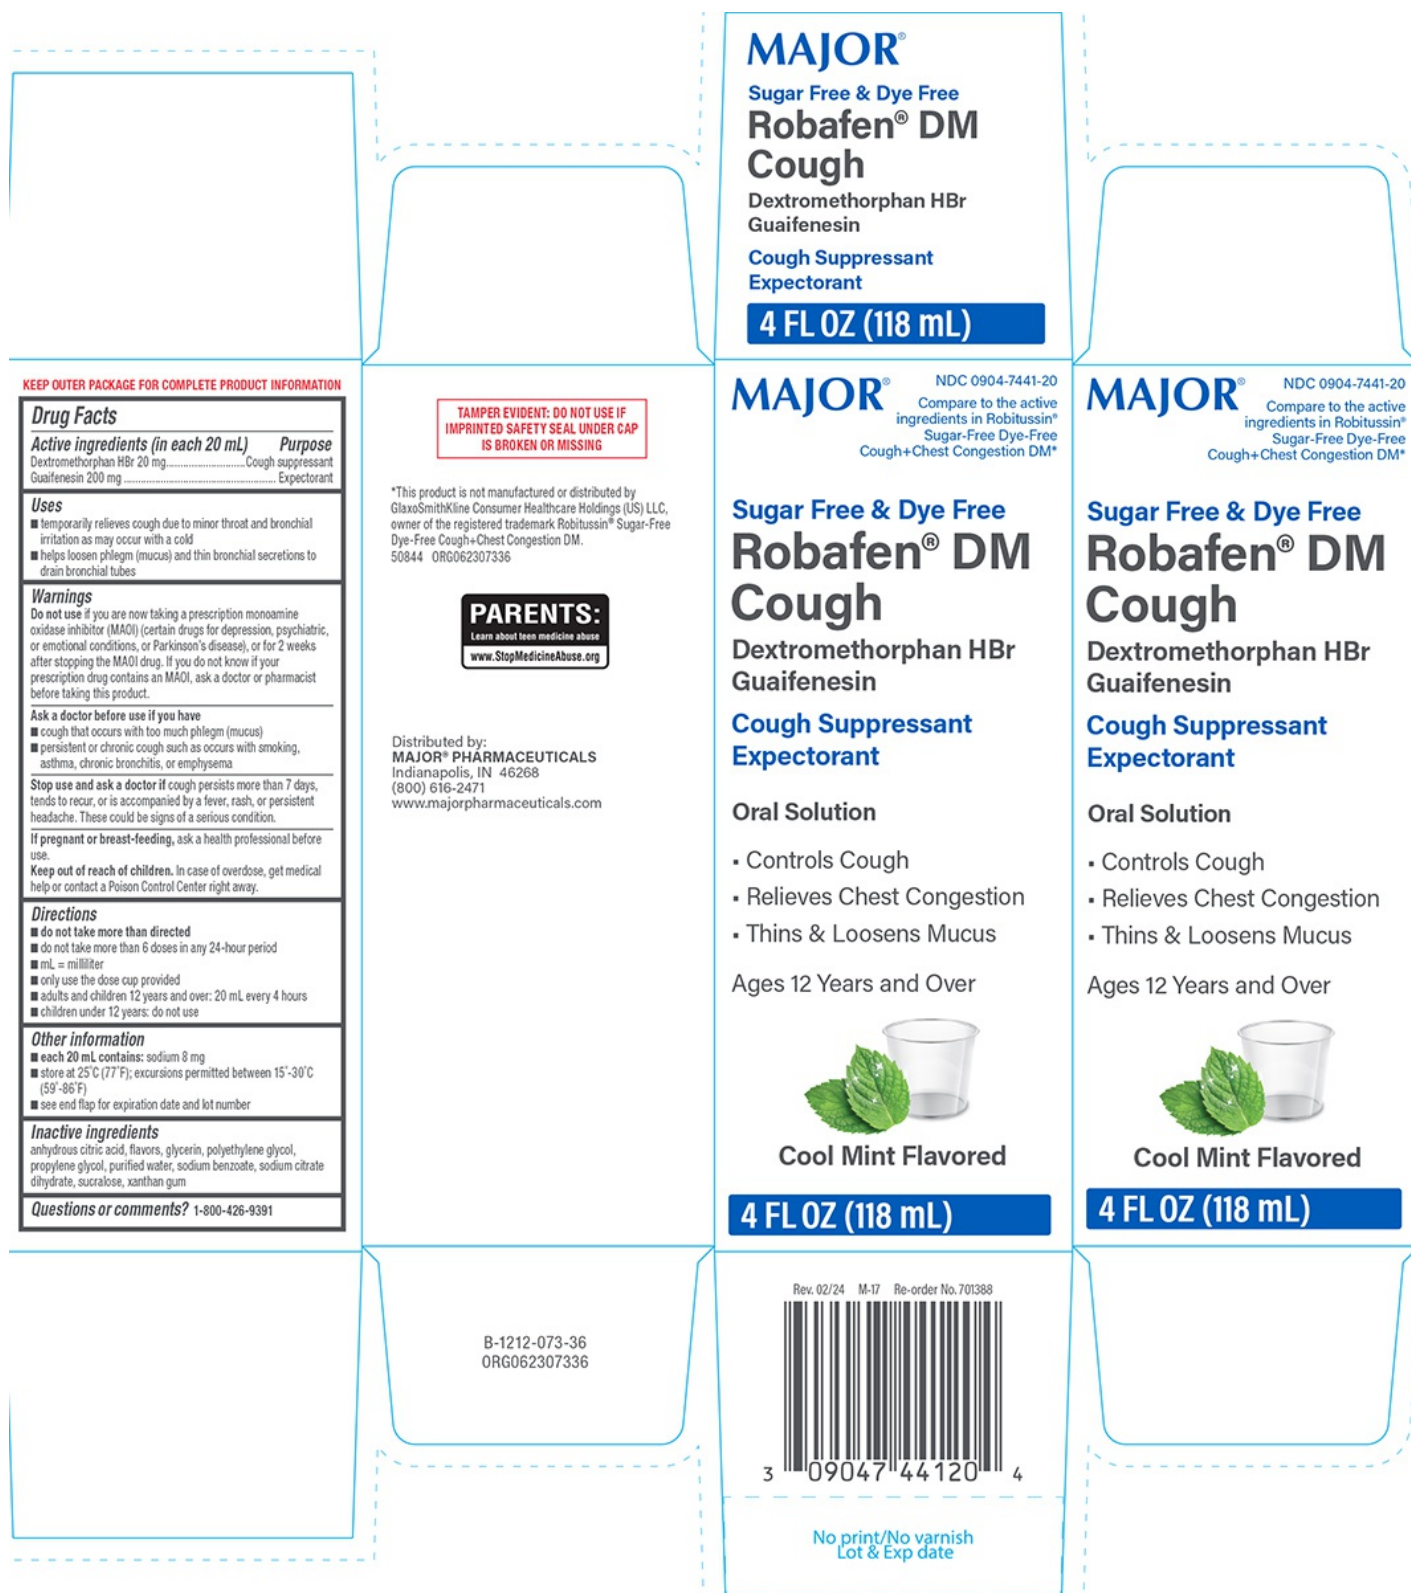 MAJOR®
Sugar Free & Dye Free
Robafen® DM
Cough
Dextromethorphan HBr
Guaifenesin
Cough Suppressant
Expectorant
4 FL OZ (118 mL)
KEEP OUTER PACKAGE FOR COMPLETE PRODUCT INFORMATION
Drug Facts
Active ingredients (in each 20 mL) Purpose
Dextromethorphan HBr 20 mg............................Cough suppressant
Guaifenesin 200 mg .................................................... Expectorant
Uses
■ temporarily relieves cough due to minor throat and bronchial
irritation as may occur with a cold
■ helps loosen phlegm (mucus) and thin bronchial secretions to
drain bronchial tubes
Warnings
Do not use if you are now taking a prescription monoamine
oxidase inhibitor (MAOI) (certain drugs for depression, psychiatric,
or emotional conditions, or Parkinson's disease), or for 2 weeks
after stopping the MAOI drug. If you do not know if your
prescription drug contains an MAOI, ask a doctor or pharmacist
before taking this product.
Ask a doctor before use if you have
■ cough that occurs with too much phlegm (mucus)
■ persistent or chronic cough such as occurs with smoking,
asthma, chronic bronchitis, or emphysema
Stop use and ask a doctor if cough persists more than 7 days,
tends to recur, or is accompanied by a fever, rash, or persistent
headache. These could be signs of a serious condition.
If pregnant or breast-feeding, ask a health professional before
use.
Keep out of reach of children. In case of overdose, get medical
help or contact a Poison Control Center right away.
Directions
■ do not take more than directed
■ do not take more than 6 doses in any 24-hour period
■ mL = milliliter
■ only use the dose cup provided
■ adults and children 12 years and over: 20 mL every 4 hours
■ children under 12 years: do not use
Other information
■ each 20 mL contains: sodium 8 mg
■ store at 25°C (77°F); excursions permitted between 15°-30°C
(59°-86°F)
■ see end flap for expiration date and lot number
Inactive ingredients
anhydrous citric acid, flavors, glycerin, polyethylene glycol,
propylene glycol, purified water, sodium benzoate, sodium citrate
dihydrate, sucralose, xanthan gum
Questions or comments? 1-800-426-9391
TAMPER EVIDENT: DO NOT USE IF
IMPRINTED SAFETY SEAL UNDER CAP
IS BROKEN OR MISSING
*This product is not manufactured or distributed by
GlaxoSmithKline Consumer Healthcare Holdings (US) LLC,
owner of the registered trademark Robitussin® Sugar-Free
Dye-Free Cough+Chest Congestion DM.
50844 ORG062307336
PARENTS:
Learn about teen medicine abuse
www.StopMedicineAbuse.org
Distributed by:
MAJOR® PHARMACEUTICALS
Indianapolis, IN 46268
(800) 616-2471
www.majorpharmaceuticals.com
B-1212-073-36
ORG062307336
MAJOR®
NDC 0904-7441-20
Compare to the active
ingredients in Robitussin®
Sugar-Free Dye-Free
Cough+Chest Congestion DM*
Sugar Free & Dye Free
Robafen® DM
Cough
Dextromethorphan HBr
Guaifenesin
Cough Suppressant
Expectorant
Oral Solution
▪ Controls Cough
▪ Relieves Chest Congestion
▪ Thins & Loosens Mucus
Ages 12 Years and Over
Cool Mint Flavored
4 FL OZ (118 mL)
Rev. 02/24 M-17 Re-order No. 701388
3 09047 44120 4
No print/No varnish
Lot & Exp date
MAJOR®
NDC 0904-7441-20
Compare to the active
ingredients in Robitussin®
Sugar-Free Dye-Free
Cough+Chest Congestion DM*
Sugar Free & Dye Free
Robafen® DM
Cough
Dextromethorphan HBr
Guaifenesin
Cough Suppressant
Expectorant
Oral Solution
▪ Controls Cough
▪ Relieves Chest Congestion
▪ Thins & Loosens Mucus
Ages 12 Years and Over
Cool Mint Flavored
4 FL OZ (118 mL)